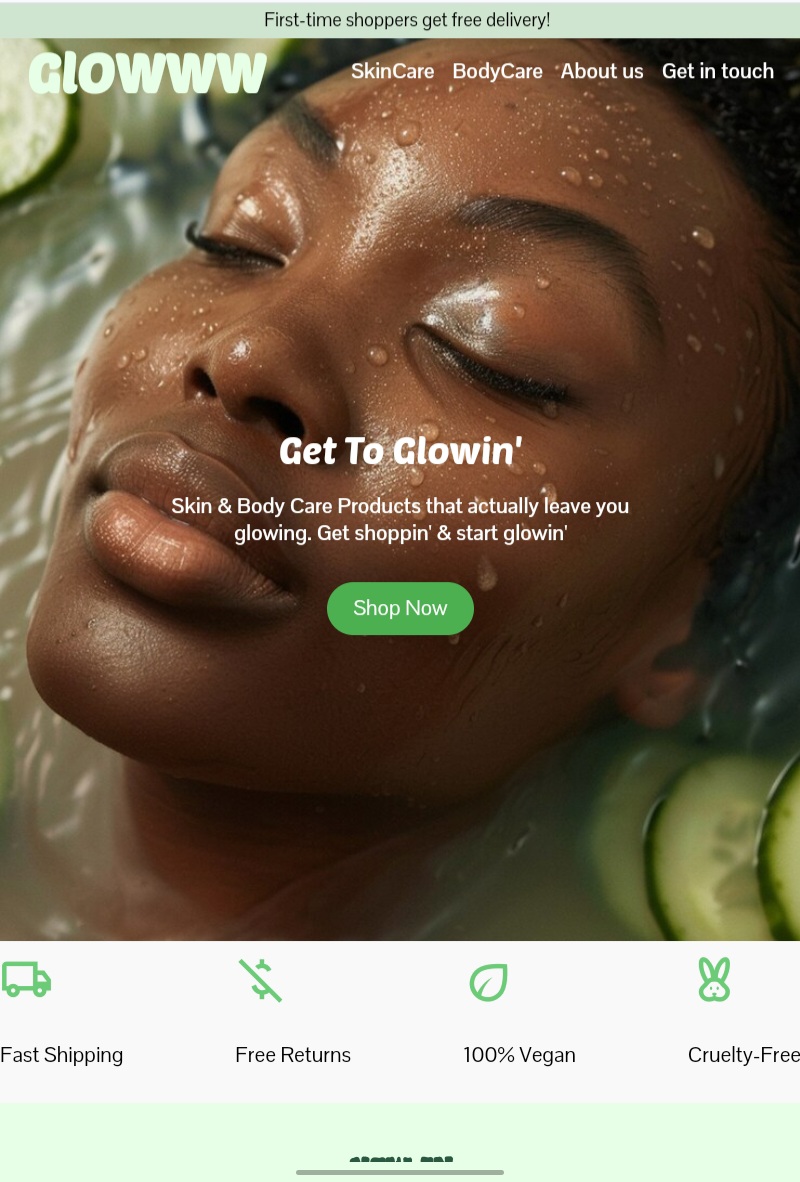 First-time shoppers get free delivery!
GlOWWW
SkinCare BodyCare About us Get in touch
Get To Glowin'
Skin & Body Care Products that actually leave you
glowing. Get shoppin' & start glowin'
Shop Now
Fast Shipping Free Returns 100% Vegan Cruelty-Free